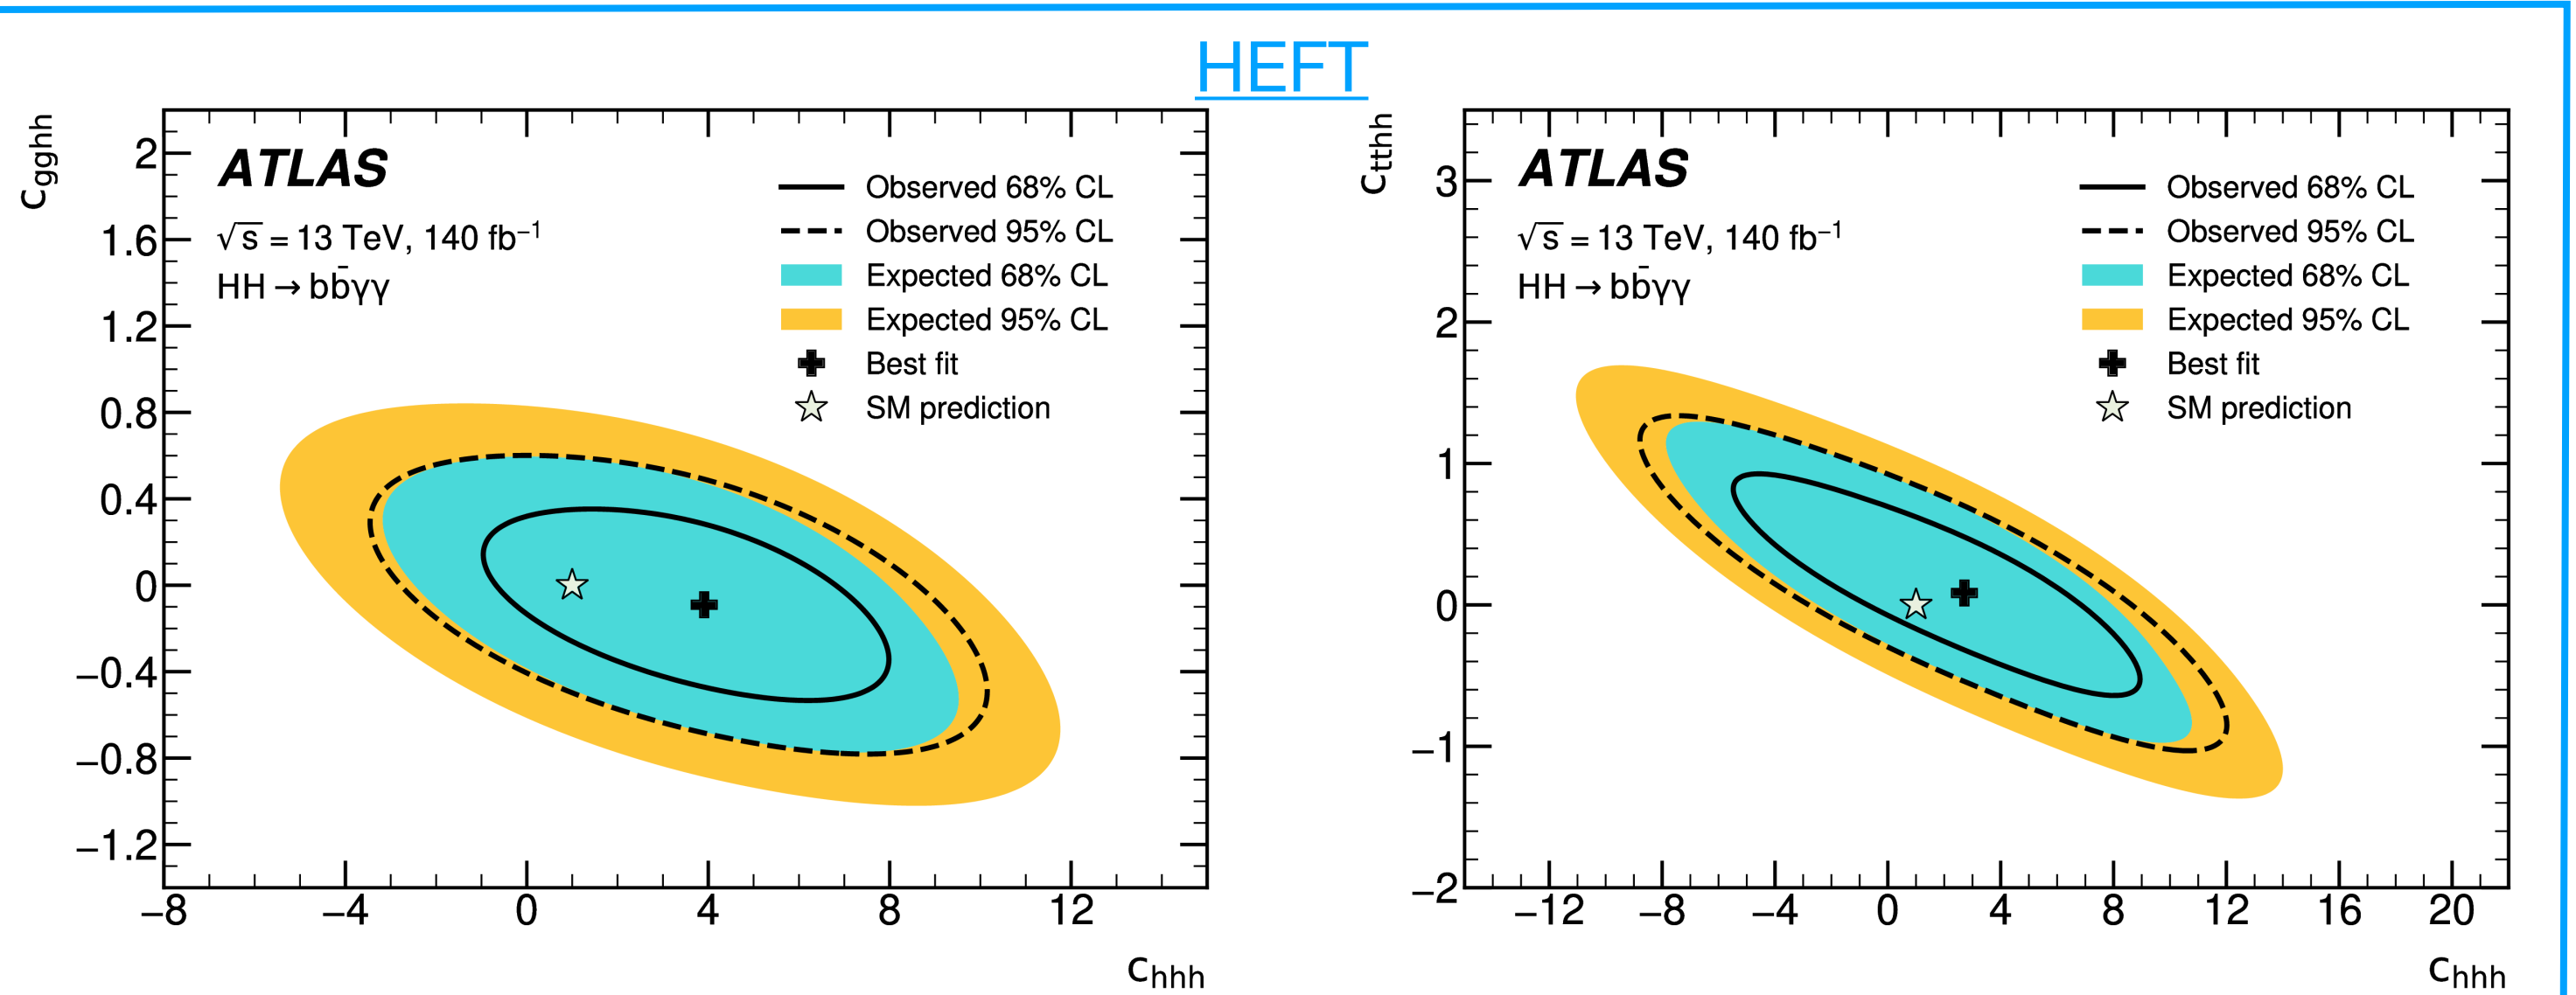 HEFT
c_gghh
ATLAS
√s = 13 TeV, 140 fb⁻¹
HH → bb̄γγ
Observed 68% CL
Observed 95% CL
Expected 68% CL
Expected 95% CL
Best fit
SM prediction
2
1.6
1.2
0.8
0.4
0
−0.4
−0.8
−1.2
−8 −4 0 4 8 12
c_hhh
c_tthh
ATLAS
√s = 13 TeV, 140 fb⁻¹
HH → bb̄γγ
Observed 68% CL
Observed 95% CL
Expected 68% CL
Expected 95% CL
Best fit
SM prediction
3
2
1
0
−1
−2
−12 −8 −4 0 4 8 12 16 20
c_hhh